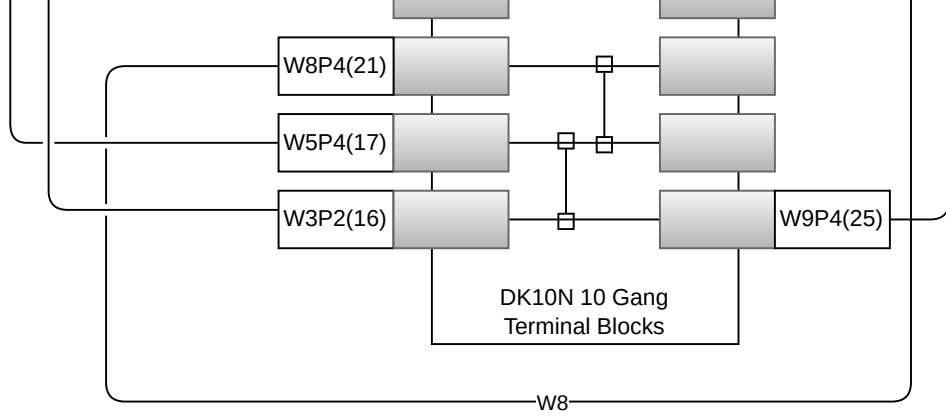 W8P4(21)
W5P4(17)
W3P2(16)
W9P4(25)
DK10N 10 Gang
Terminal Blocks
W8